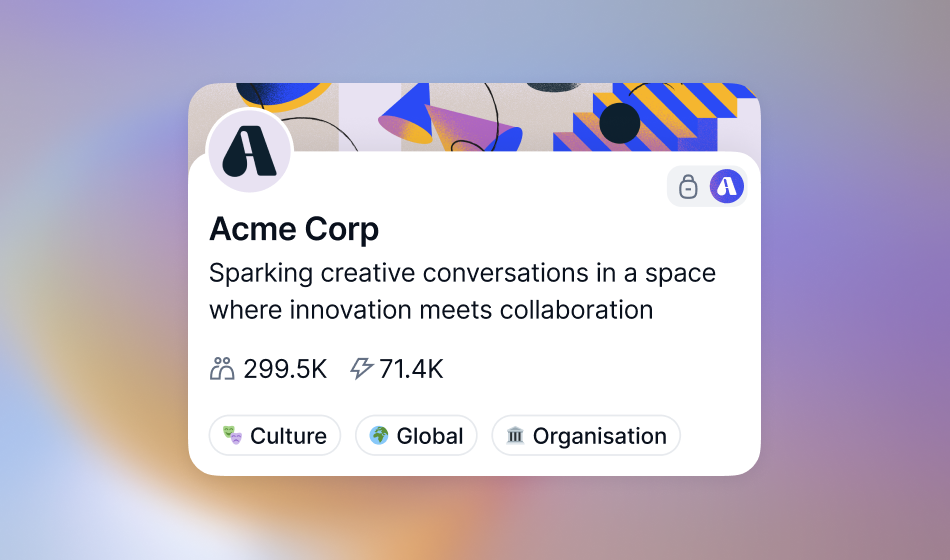 Acme Corp
Sparking creative conversations in a space
where innovation meets collaboration
299.5K 71.4K
Culture Global Organisation